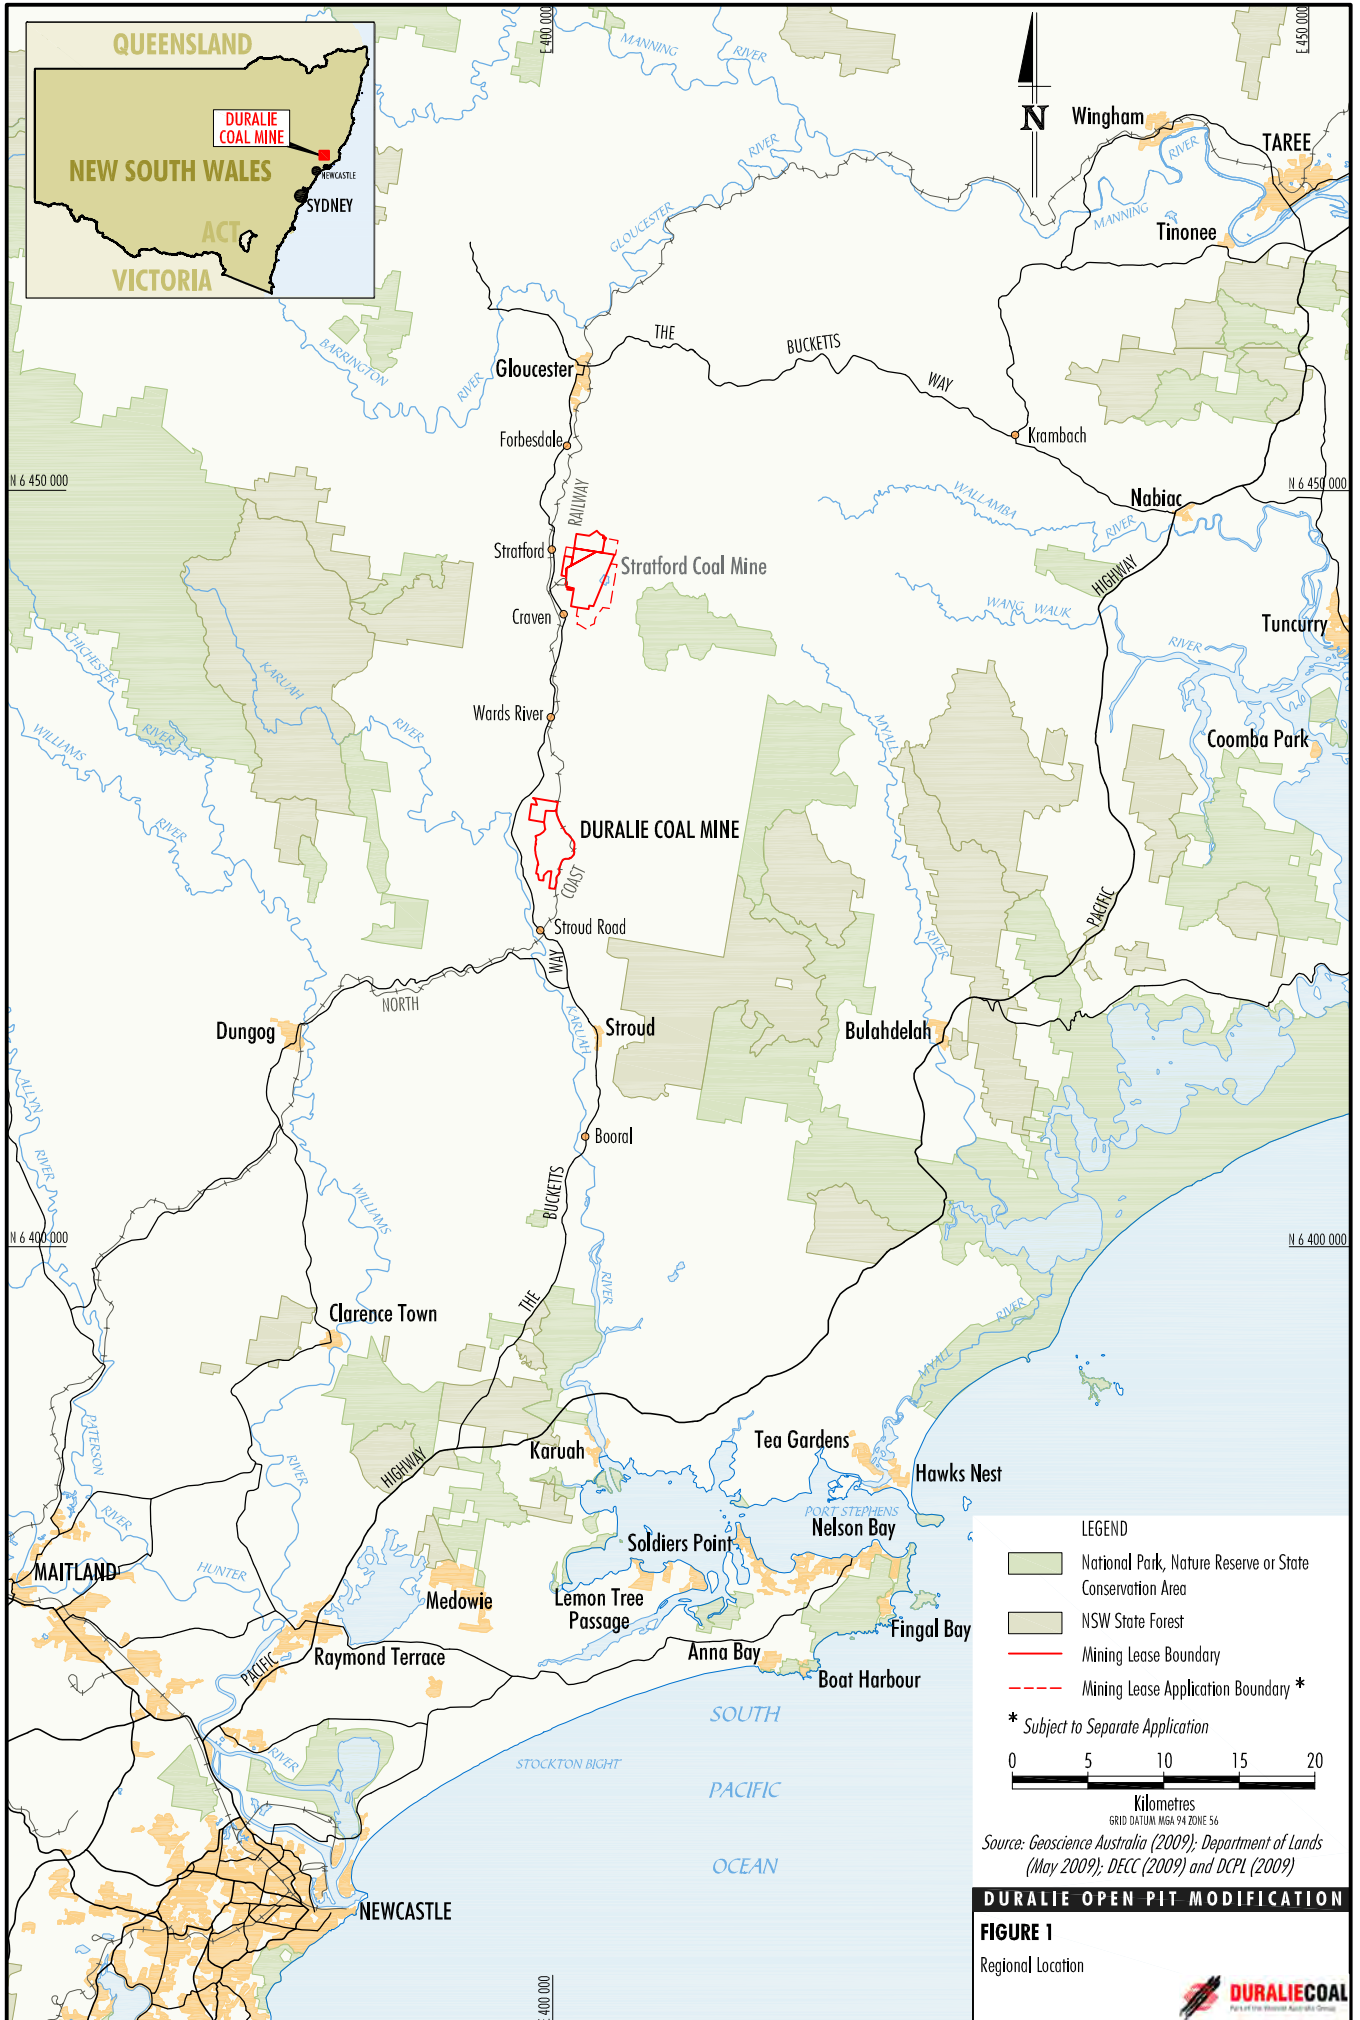 QUEENSLAND
DURALIE
COAL MINE
NEW SOUTH WALES
NEWCASTLE
SYDNEY
ACT
VICTORIA
E 400 000
E 450 000
MANNING
RIVER
N
Wingham
TAREE
RIVER
RIVER
MANNING
GLOUCESTER
Tinonee
BARRINGTON
RIVER
THE
BUCKETTS
WAY
Gloucester
Forbesdale
Krambach
N 6 450 000
N 6 450 000
WALLAMBA
RIVER
Nabiac
RAILWAY
Stratford
Stratford Coal Mine
HIGHWAY
Craven
WANG WAUK
RIVER
Tuncurry
CHICHESTER
RIVER
KARUAH
RIVER
Wards River
WILLIAMS
RIVER
MYALL
RIVER
Coomba Park
DURALIE COAL MINE
COAST
PACIFIC
Stroud Road
WAY
NORTH
Dungog
KARUAH
Stroud
Bulahdelah
ALLYN
RIVER
Booral
BUCKETTS
WILLIAMS
N 6 400 000
N 6 400 000
THE
RIVER
RIVER
MYALL
Clarence Town
PATERSON
RIVER
RIVER
HIGHWAY
Karuah
Tea Gardens
Hawks Nest
PORT STEPHENS
Nelson Bay
Soldiers Point
MAITLAND
HUNTER
Medowie
Lemon Tree
Passage
Fingal Bay
Raymond Terrace
PACIFIC
Anna Bay
Boat Harbour
RIVER
STOCKTON BIGHT
SOUTH
PACIFIC
OCEAN
NEWCASTLE
E 400 000
LEGEND
National Park, Nature Reserve or State
Conservation Area
NSW State Forest
Mining Lease Boundary
Mining Lease Application Boundary *
* Subject to Separate Application
0 5 10 15 20
Kilometres
GRID DATUM MGA 94 ZONE 56
Source: Geoscience Australia (2009); Department of Lands
(May 2009); DECC (2009) and DCPL (2009)
DURALIE OPEN PIT MODIFICATION
FIGURE 1
Regional Location
DURALIECOAL
Part of the Gloucester Australia Group